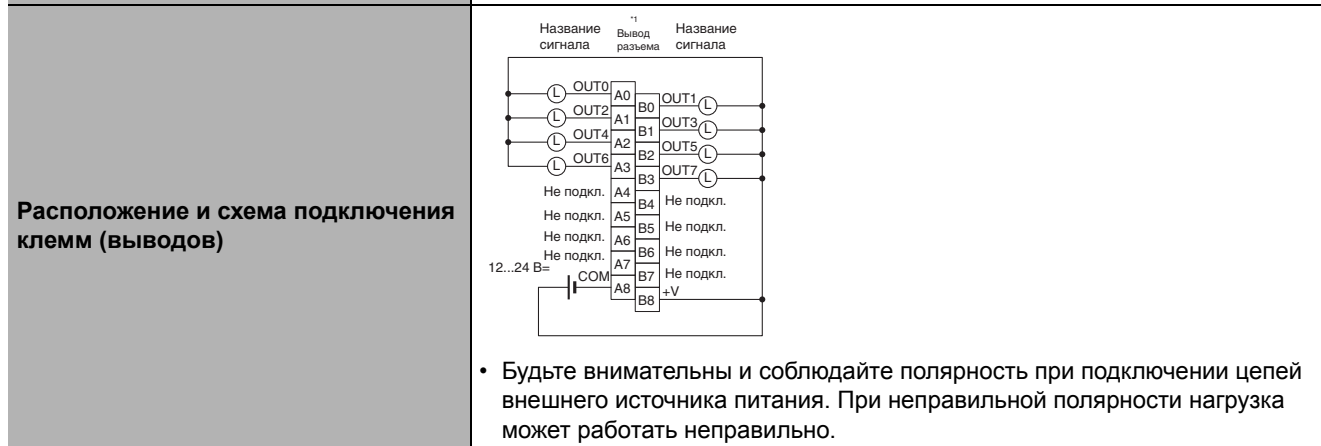 Название сигнала
*1
Вывод разъема
Название сигнала
OUT0 A0
B0 OUT1
OUT2 A1
B1 OUT3
OUT4 A2
B2 OUT5
OUT6 A3
B3 OUT7
Не подкл. A4
B4 Не подкл.
Не подкл. A5
B5 Не подкл.
Не подкл. A6
B6 Не подкл.
Не подкл. A7
B7 Не подкл.
12...24 В=
COM A8
B8 +V
L
L
L
L
L
L
L
L
Расположение и схема подключения
клемм (выводов)
• Будьте внимательны и соблюдайте полярность при подключении цепей
внешнего источника питания. При неправильной полярности нагрузка
может работать неправильно.